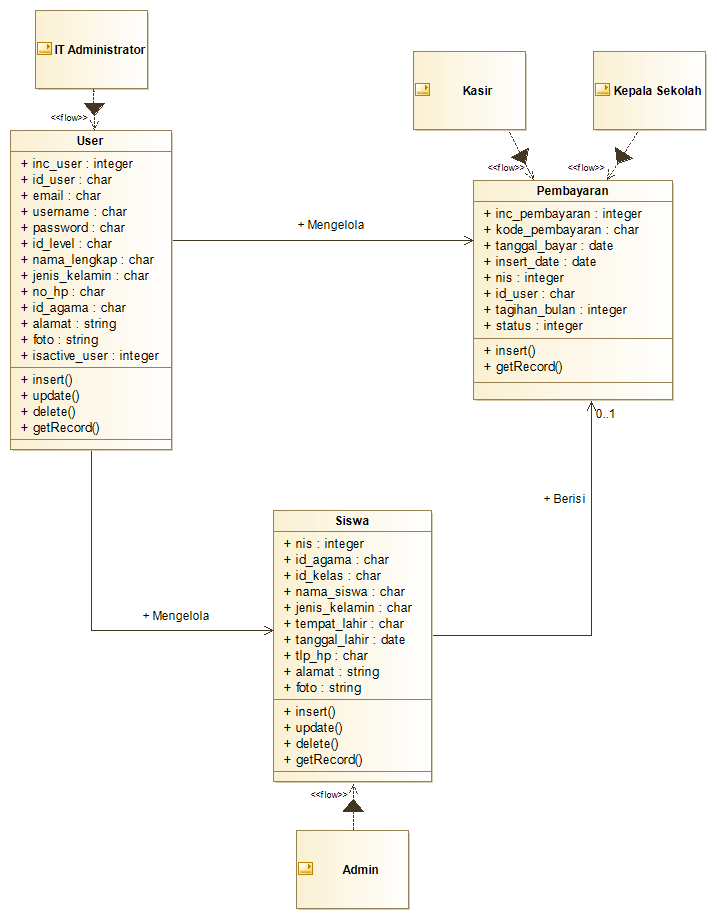 IT Administrator
<<flow>>
User
+ inc_user : integer
+ id_user : char
+ email : char
+ username : char
+ password : char
+ id_level : char
+ nama_lengkap : char
+ jenis_kelamin : char
+ no_hp : char
+ id_agama : char
+ alamat : string
+ foto : string
+ isactive_user : integer
+ insert()
+ update()
+ delete()
+ getRecord()
+ Mengelola
Kasir
Kepala Sekolah
<<flow>>
<<flow>>
Pembayaran
+ inc_pembayaran : integer
+ kode_pembayaran : char
+ tanggal_bayar : date
+ insert_date : date
+ nis : integer
+ id_user : char
+ tagihan_bulan : integer
+ status : integer
+ insert()
+ getRecord()
0..1
+ Berisi
+ Mengelola
Siswa
+ nis : integer
+ id_agama : char
+ id_kelas : char
+ nama_siswa : char
+ jenis_kelamin : char
+ tempat_lahir : char
+ tanggal_lahir : date
+ tlp_hp : char
+ alamat : string
+ foto : string
+ insert()
+ update()
+ delete()
+ getRecord()
<<flow>>
Admin